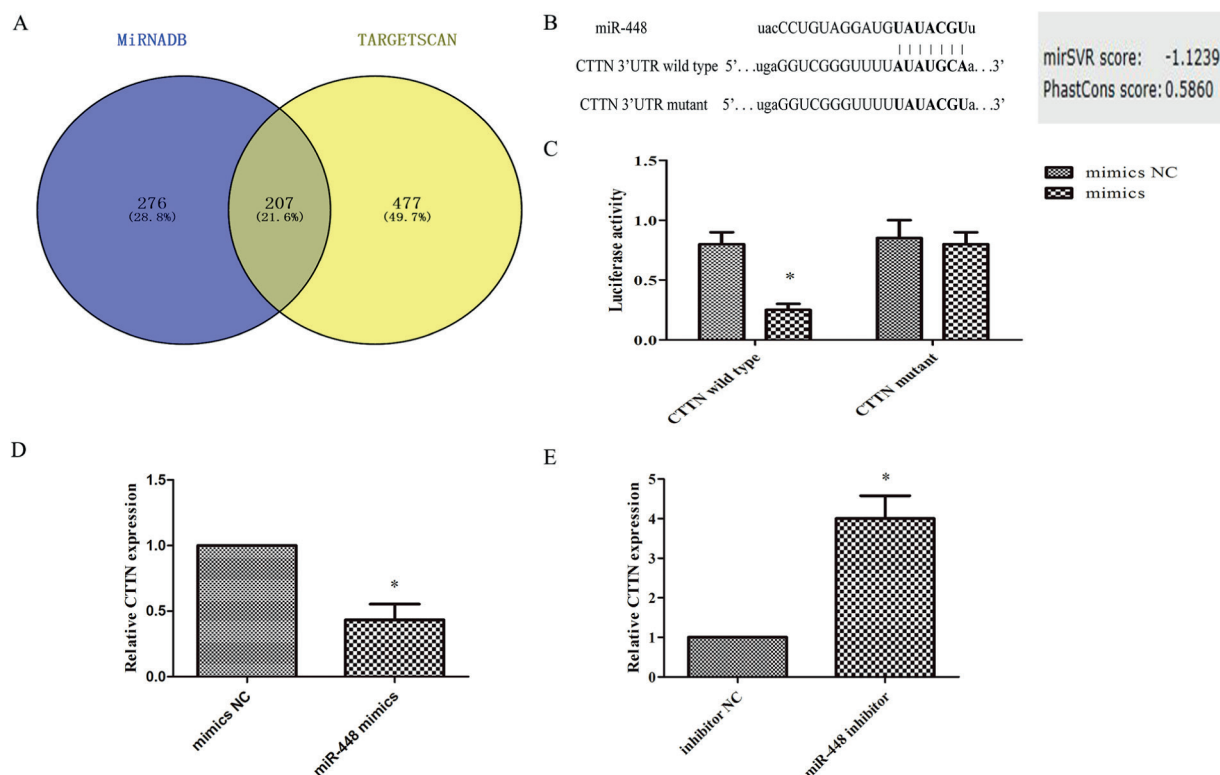 A
MiRNADB
TARGETSCAN
276
(28.8%)
207
(21.6%)
477
(49.7%)
B
miR-448 uacCCUGUAGGAUGUAUACGUu
CTTN 3'UTR wild type 5'...ugaGGUCGGGUUUUAUAUGCAa...3'
CTTN 3'UTR mutant 5'...ugaGGUCGGGUUUUUAUACGUa...3'
mirSVR score: -1.1239
PhastCons score: 0.5860
C
Luciferase activity
1.5
1.0
0.5
0.0
*
CTTN wild type
CTTN mutant
mimics NC
mimics
D
Relative CTTN expression
1.5
1.0
0.5
0.0
*
mimics NC
miR-448 mimics
E
Relative CTTN expression
5
4
3
2
1
0
*
inhibitor NC
miR-448 inhibitor